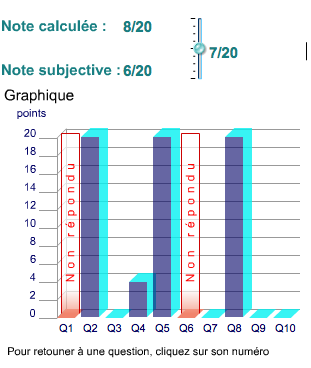 Note calculée : 8/20
7/20
Note subjective : 6/20
Graphique
points
20
18
16
14
12
10
8
6
4
2
0
Non répondu
Non répondu
Q1 Q2 Q3 Q4 Q5 Q6 Q7 Q8 Q9 Q10
Pour retouner à une question, cliquez sur son numéro